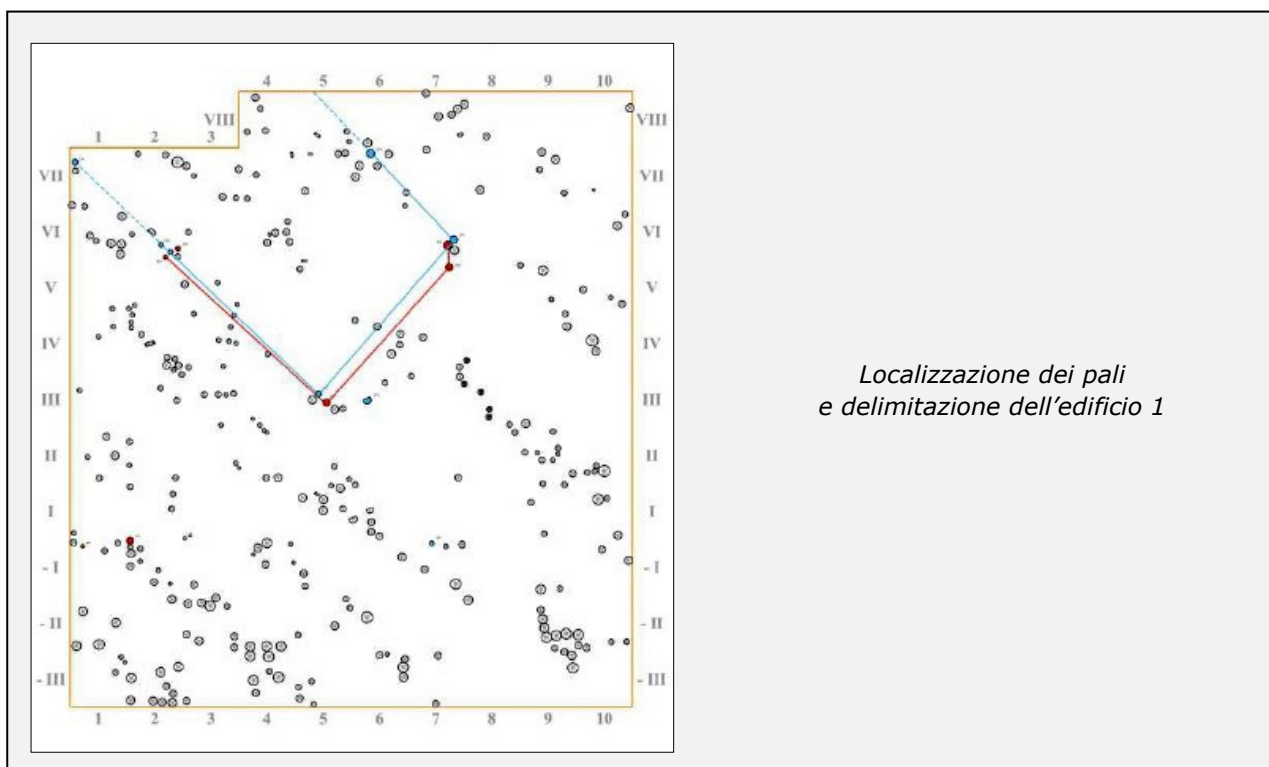 4 5 6 7 8 9 10
VIII VIII
1 2 3
VII VII
VI VI
V V
IV IV
III III
II II
I I
- I - I
- II - II
- III - III
1 2 3 4 5 6 7 8 9 10
Localizzazione dei pali
e delimitazione dell'edificio 1